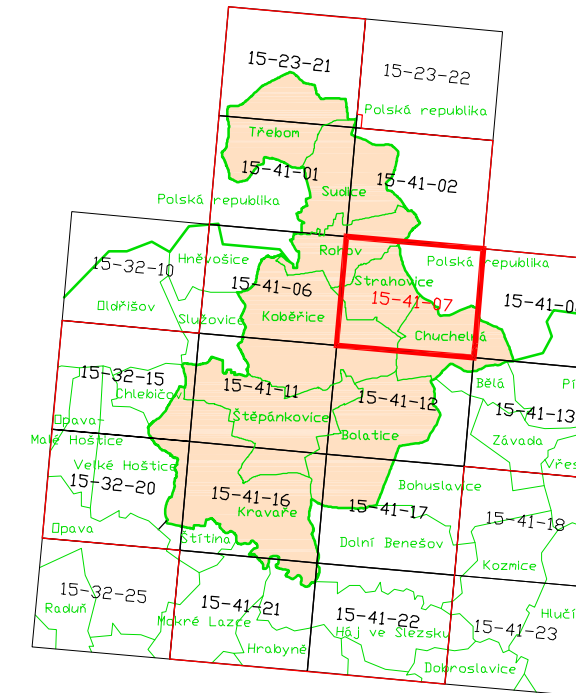 15-23-21
15-23-22
Polská republika
Třebom
15-41-01
15-41-02
Sudice
Polská republika
Rohov
Hněvošice
15-32-10
Polská republika
15-41-06
Strahovice
15-41-07
Oldřišov
Služovice
Kobeřice
Chuchelná
15-32-15
Chlebičov
15-41-11
15-41-12
Bělá
15-41-13
Opava-
Malé Hoštice
Štěpánkovice
Bolatice
Závada
Velké Hoštice
15-32-20
15-41-16
Bohuslavice
Kravaře
15-41-17
15-41-18
Opava
Štítina
Dolní Benešov
Kozmice
15-32-25
Raduň
15-41-21
Mokré Lazce
15-41-22
Háj ve Slezsku
15-41-23
Hrabyně
Dobroslavice